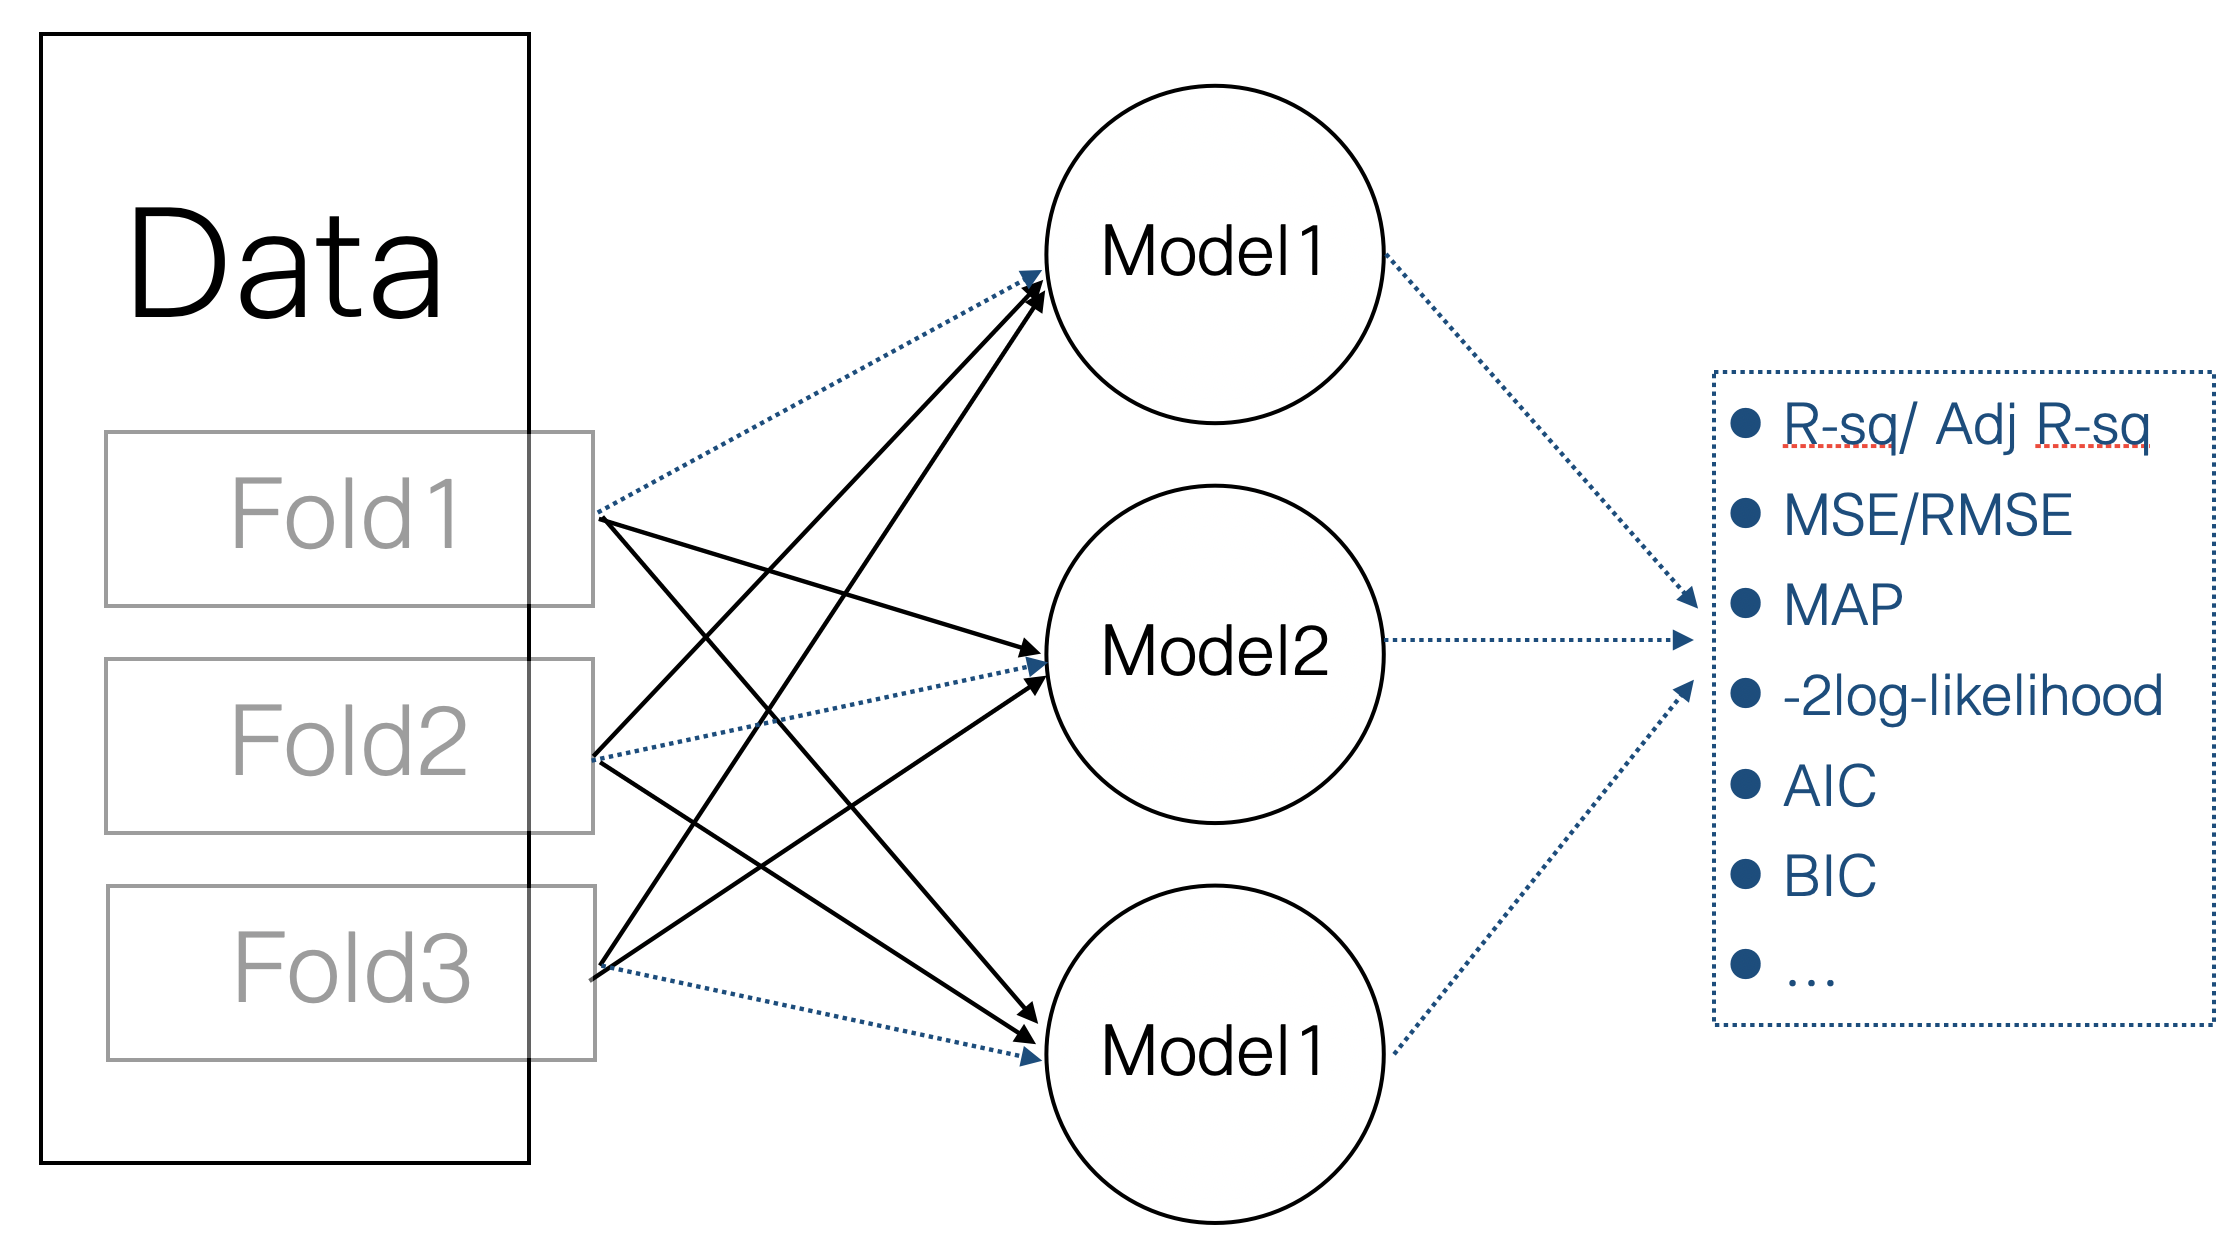 Data
Fold1
Fold2
Fold3
Model1
Model2
Model1
R-sq/ Adj R-sq
MSE/RMSE
MAP
-2log-likelihood
AIC
BIC
...